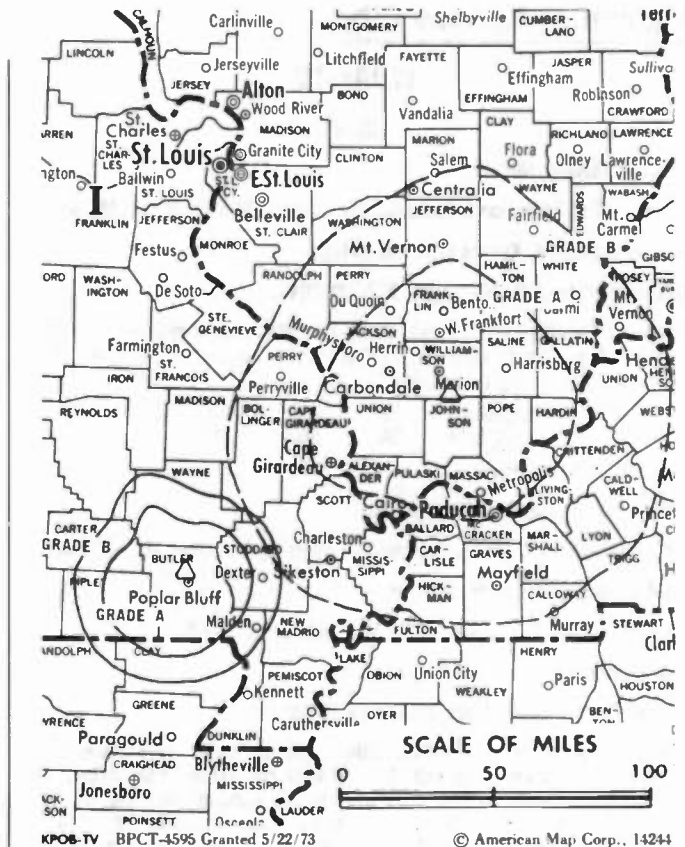 CALHOUN
Carlinville
MONTGOMERY
Shelbyville
CUMBER-
LAND
LINCOLN
Jerseyville
JERSEY
Litchfield
FAYETTE
Effingham
EFFINGHAM
JASPER
Robinson
CRAWFORD
Alton
Wood River
BOND
Vandalia
CLAY
St.
Charles
ST.
CHAR-
LES
MADISON
MARION
RICHLAND
LAWRENCE
St. Louis
Granite City
CLINTON
Salem
Flora
Olney
Lawrence-
ville
Ballwin
ST. LOUIS
ST. L.
CY.
E.St. Louis
Centralia
WAYNE
EDWARDS
WABASH
I
FRANKLIN
JEFFERSON
Belleville
ST. CLAIR
WASHINGTON
JEFFERSON
Fairfield
Mt.
Carmel
Festus
MONROE
Mt. Vernon
GRADE B
WASH-
INGTON
De Soto
RANDOLPH
PERRY
HAMIL-
TON
WHITE
STE.
GENEVIEVE
Du Quoin
FRANK-
LIN
GRADE A
Mt.
Vernon
Murphysboro
JACKSON
W. Frankfort
Farmington
ST.
FRANCOIS
PERRY
Perryville
Herrin
WILLIAM-
SON
SALINE
GALLATIN
Harrisburg
IRON
Carbondale
Marion
UNION
REYNOLDS
MADISON
BOL-
LINGER
CAPE
GIRARDEAU
UNION
JOHN-
SON
POPE
HARDIN
Cape
Girardeau
WAYNE
ALEXAN-
DER
PULASKI
MASSAC
Metropolis
LIVING-
STON
CRITTENDEN
CALD-
WELL
SCOTT
Cairo
Paducah
CARTER
GRADE B
Charleston
BALLARD
Mc
CRACKEN
MAR-
SHALL
LYON
BUTLER
STODDARD
Dexter
Sikeston
MISSIS-
SIPPI
CAR-
LISLE
GRAVES
TRIGG
RIPLEY
Poplar Bluff
GRADE A
HICK-
MAN
Mayfield
CALLOWAY
Malden
NEW
MADRID
FULTON
Murray
STEWART
CLAY
LAKE
HENRY
PEMISCOT
OBION
Union City
WEAKLEY
Paris
HOUSTON
Kennett
GREENE
Caruthersville
BEN-
TON
Paragould
DUNKLIN
CRAIGHEAD
Blytheville
SCALE OF MILES
Jonesboro
MISSISSIPPI
0 50 100
POINSETT
Osceola
LAUDER
KPOB-TV BPCT-4595 Granted 5/22/73 © American Map Corp., 14244